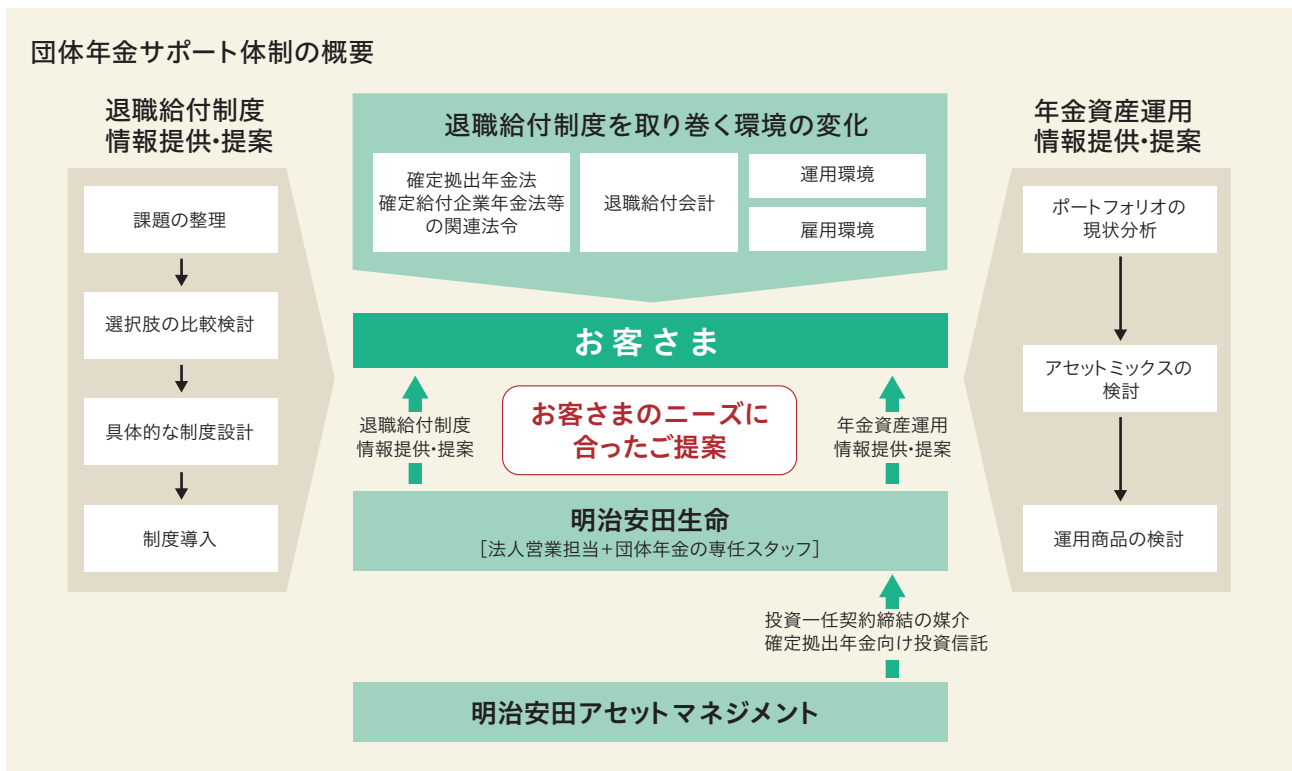 団体年金サポート体制の概要
退職給付制度
情報提供・提案
課題の整理
選択肢の比較検討
具体的な制度設計
制度導入
退職給付制度を取り巻く環境の変化
確定拠出年金法
確定給付企業年金法等
の関連法令
退職給付会計
運用環境
雇用環境
お客さま
退職給付制度
情報提供・提案
お客さまのニーズに
合ったご提案
年金資産運用
情報提供・提案
明治安田生命
[法人営業担当+団体年金の専任スタッフ]
投資一任契約締結の媒介
確定拠出年金向け投資信託
明治安田アセットマネジメント
年金資産運用
情報提供・提案
ポートフォリオの
現状分析
アセットミックスの
検討
運用商品の検討